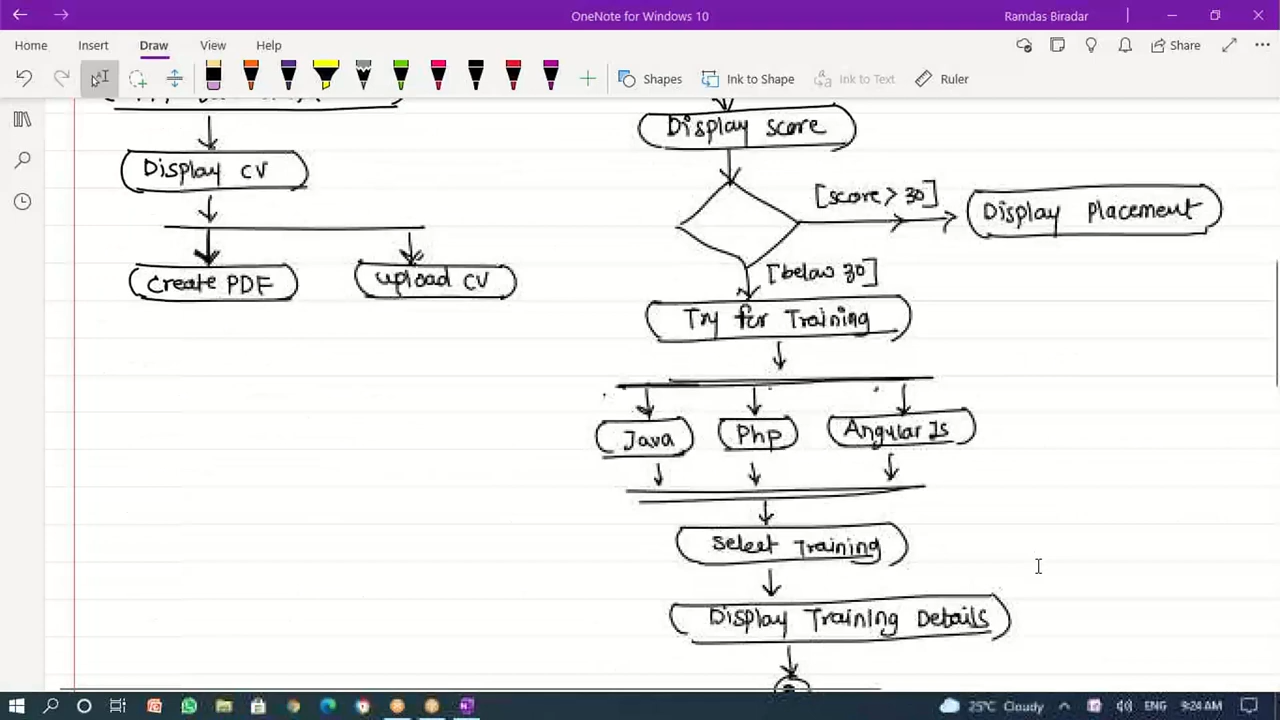 OneNote for Windows 10
Ramdas Biradar
Home
Insert
Draw
View
Help
Share
Shapes
Ink to Shape
Ink to Text
Ruler
Display CV
Create PDF
upload CV
Display score
[score > 30]
Display Placement
[below 30]
Try for Training
Java
Php
Angular Js
Select Training
Display Training Details
25°C Cloudy
ENG
9:24 AM